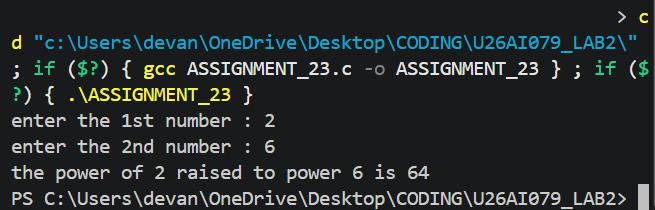 > c
d "c:\Users\devan\OneDrive\Desktop\CODING\U26AI079_LAB2\"
; if ($?) { gcc ASSIGNMENT_23.c -o ASSIGNMENT_23 } ; if ($
?) { .\ASSIGNMENT_23 }
enter the 1st number : 2
enter the 2nd number : 6
the power of 2 raised to power 6 is 64
PS C:\Users\devan\OneDrive\Desktop\CODING\U26AI079_LAB2>